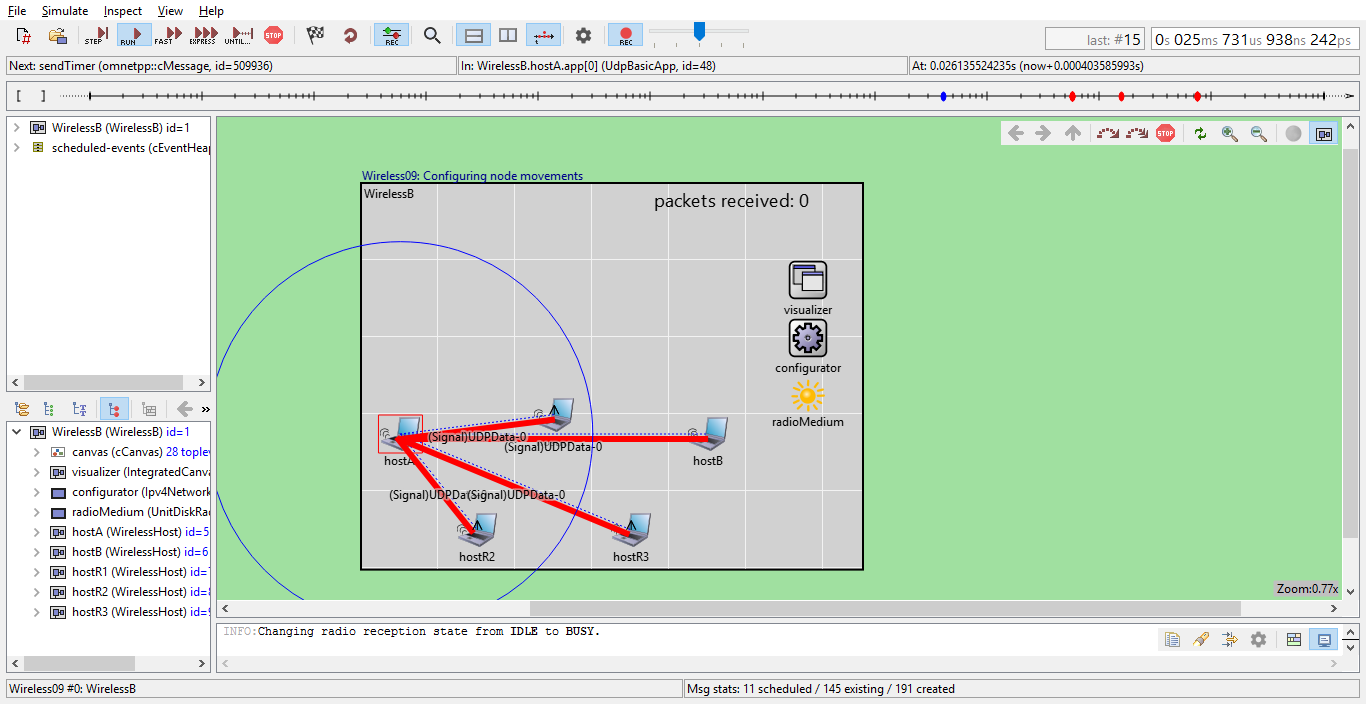 File Simulate Inspect View Help
STEP RUN FAST EXPRESS UNTIL... STOP REC REC
last: #15 0s 025ms 731us 938ns 242ps
Next: sendTimer (omnetpp::cMessage, id=509936) In: WirelessB.hostA.app[0] (UdpBasicApp, id=48) At: 0.026135524235s (now+0.000403585993s)
[ ]
WirelessB (WirelessB) id=1
scheduled-events (cEventHea
STOP
Wireless09: Configuring node movements
WirelessB
packets received: 0
visualizer
configurator
radioMedium
(Signal)UDPData-0
(Signal)UDPData-0
hostA
hostB
(Signal)UDPDa
(Signal)UDPData-0
hostR2
hostR3
Zoom:0.77x
»
WirelessB (WirelessB) id=1
canvas (cCanvas) 28 toplev
visualizer (IntegratedCanva
configurator (Ipv4Network
radioMedium (UnitDiskRad
hostA (WirelessHost) id=5
hostB (WirelessHost) id=6
hostR1 (WirelessHost) id=
hostR2 (WirelessHost) id=
hostR3 (WirelessHost) id=
INFO:Changing radio reception state from IDLE to BUSY.
Wireless09 #0: WirelessB
Msg stats: 11 scheduled / 145 existing / 191 created